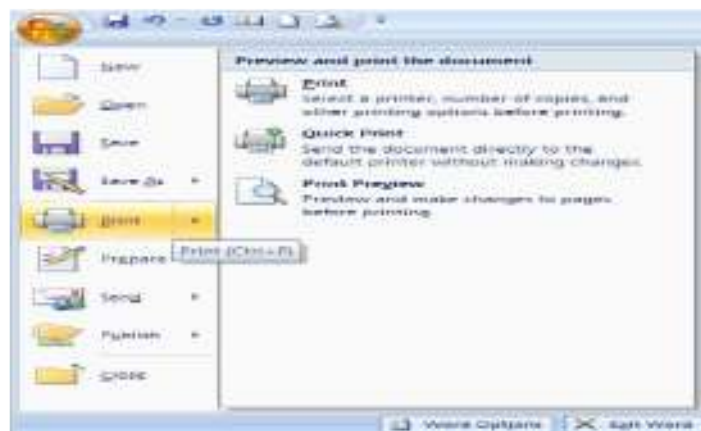 New
Open
Save
Save As
Print
Prepare
Send
Publish
Close
Preview and print the document
Print
Select a printer, number of copies, and
other printing options before printing.
Quick Print
Send the document directly to the
default printer without making changes.
Print Preview
Preview and make changes to pages
before printing.
Print (Ctrl+P)
Word Options
Exit Word